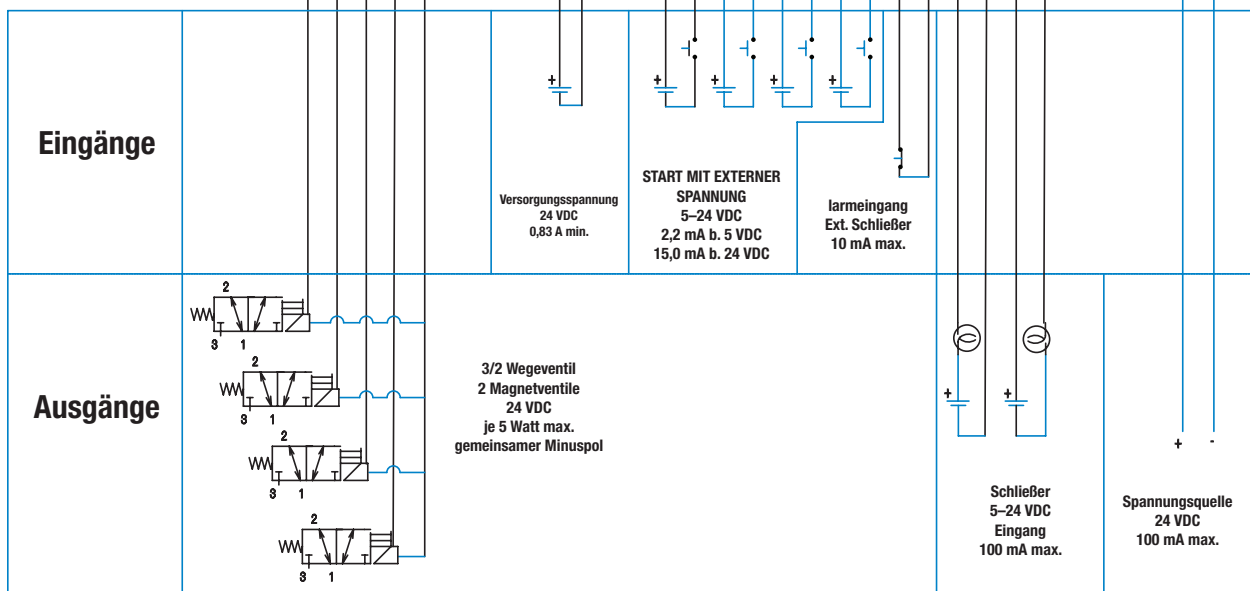 Eingänge
Versorgungsspannung
24 VDC
0,83 A min.
START MIT EXTERNER
SPANNUNG
5–24 VDC
2,2 mA b. 5 VDC
15,0 mA b. 24 VDC
larmeingang
Ext. Schließer
10 mA max.
+
+
+
+
+
Ausgänge
2
3 1
2
3 1
2
3 1
2
3 1
3/2 Wegeventil
2 Magnetventile
24 VDC
je 5 Watt max.
gemeinsamer Minuspol
+
+
Schließer
5–24 VDC
Eingang
100 mA max.
+ -
Spannungsquelle
24 VDC
100 mA max.